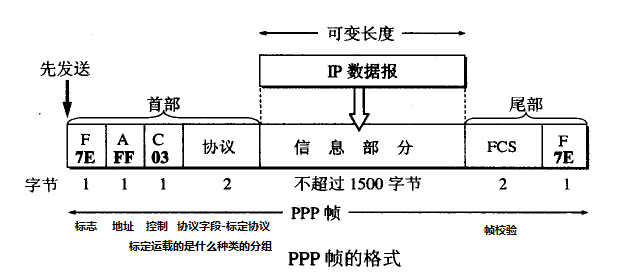 可变长度
先发送
IP 数据报
首部
尾部
F A C 协议 信息部分 FCS F
7E FF 03 7E
字节 1 1 1 2 不超过 1500 字节 2 1
PPP 帧
标志 地址 控制 协议字段-标定协议 帧校验
标定运载的是什么种类的分组
PPP 帧的格式